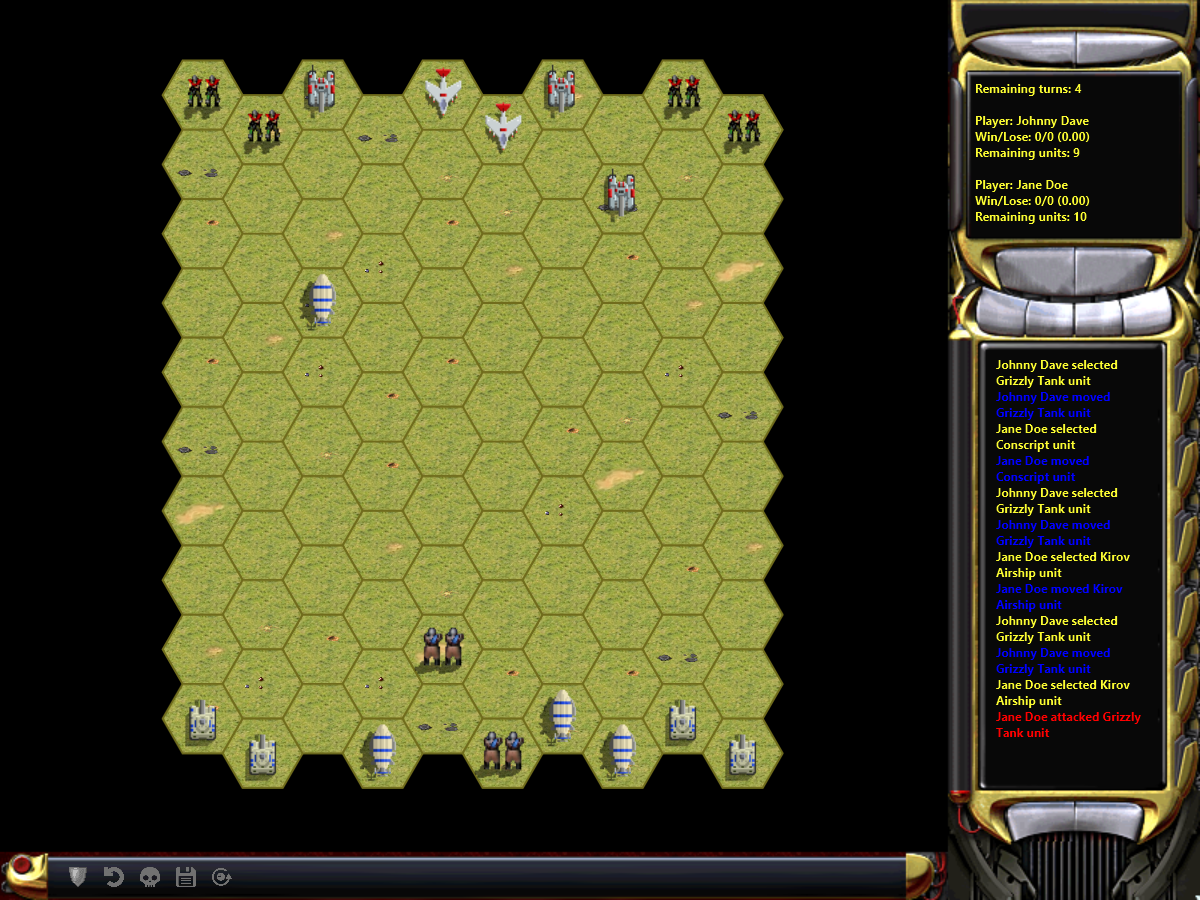 Remaining turns: 4
Player: Johnny Dave
Win/Lose: 0/0 (0.00)
Remaining units: 9
Player: Jane Doe
Win/Lose: 0/0 (0.00)
Remaining units: 10
Johnny Dave selected
Grizzly Tank unit
Johnny Dave moved
Grizzly Tank unit
Jane Doe selected
Conscript unit
Jane Doe moved
Conscript unit
Johnny Dave selected
Grizzly Tank unit
Johnny Dave moved
Grizzly Tank unit
Jane Doe selected Kirov
Airship unit
Jane Doe moved Kirov
Airship unit
Johnny Dave selected
Grizzly Tank unit
Johnny Dave moved
Grizzly Tank unit
Jane Doe selected Kirov
Airship unit
Jane Doe attacked Grizzly
Tank unit